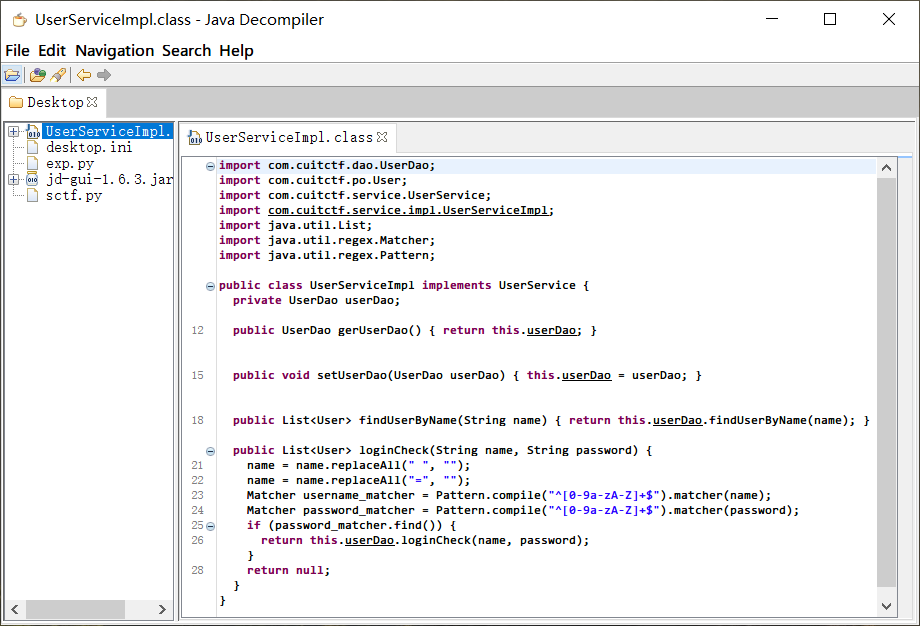 UserServiceImpl.class - Java Decompiler
File Edit Navigation Search Help
Desktop
UserServiceImpl.
desktop.ini
exp.py
jd-gui-1.6.3.jar
sctf.py
UserServiceImpl.class
import com.cuitctf.dao.UserDao;
import com.cuitctf.po.User;
import com.cuitctf.service.UserService;
import com.cuitctf.service.impl.UserServiceImpl;
import java.util.List;
import java.util.regex.Matcher;
import java.util.regex.Pattern;
public class UserServiceImpl implements UserService {
private UserDao userDao;
12 public UserDao gerUserDao() { return this.userDao; }
15 public void setUserDao(UserDao userDao) { this.userDao = userDao; }
18 public List<User> findUserByName(String name) { return this.userDao.findUserByName(name); }
public List<User> loginCheck(String name, String password) {
21 name = name.replaceAll(" ", "");
22 name = name.replaceAll("=", "");
23 Matcher username_matcher = Pattern.compile("^[0-9a-zA-Z]+$").matcher(name);
24 Matcher password_matcher = Pattern.compile("^[0-9a-zA-Z]+$").matcher(password);
25 if (password_matcher.find()) {
26 return this.userDao.loginCheck(name, password);
}
28 return null;
}
}